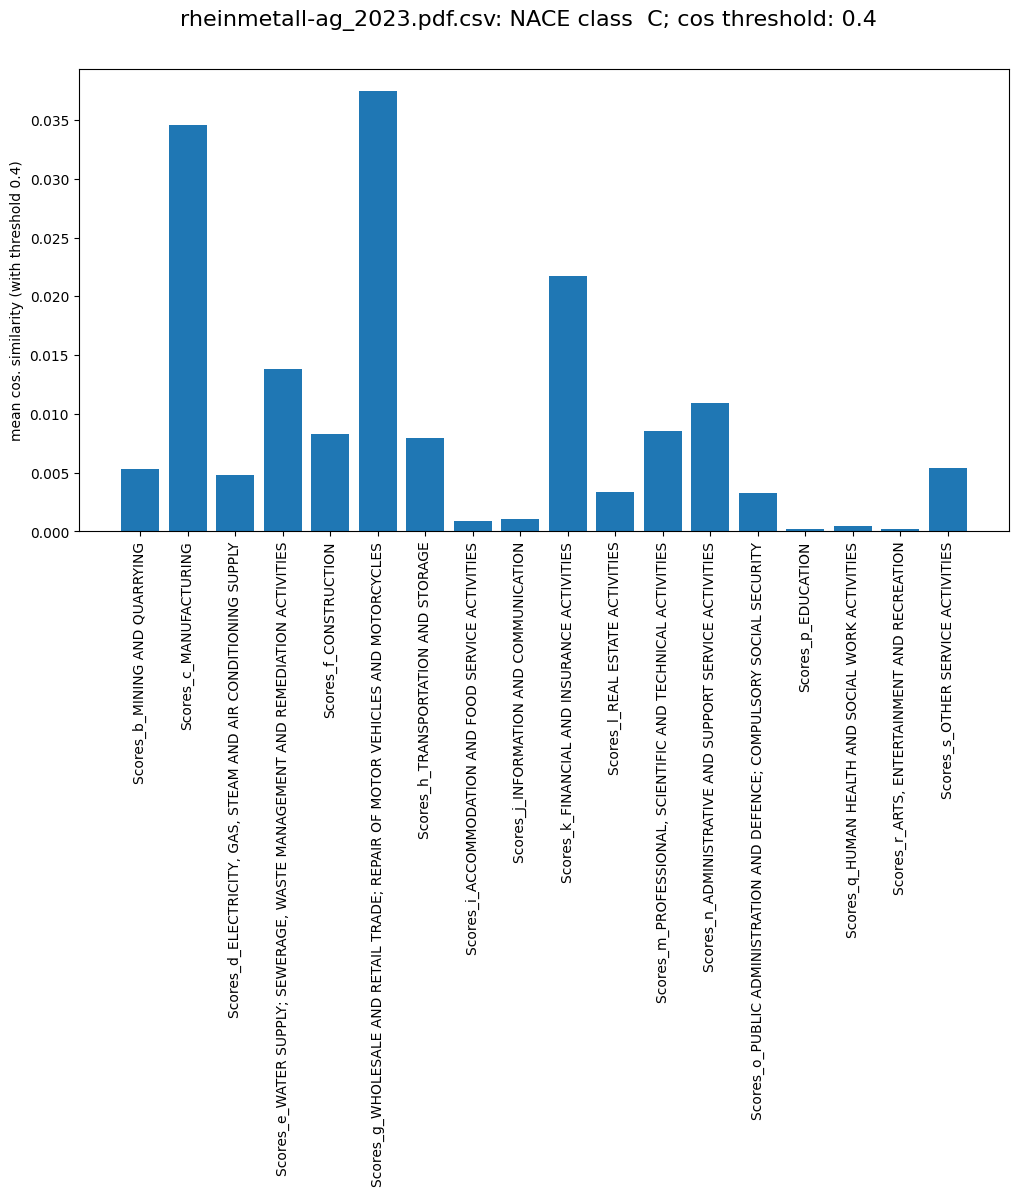 rheinmetall-ag_2023.pdf.csv: NACE class  C; cos threshold: 0.4
mean cos. similarity (with threshold 0.4)
0.035
0.030
0.025
0.020
0.015
0.010
0.005
0.000
Scores_b_MINING AND QUARRYING
Scores_c_MANUFACTURING
Scores_d_ELECTRICITY, GAS, STEAM AND AIR CONDITIONING SUPPLY
Scores_e_WATER SUPPLY; SEWERAGE, WASTE MANAGEMENT AND REMEDIATION ACTIVITIES
Scores_f_CONSTRUCTION
Scores_g_WHOLESALE AND RETAIL TRADE; REPAIR OF MOTOR VEHICLES AND MOTORCYCLES
Scores_h_TRANSPORTATION AND STORAGE
Scores_i_ACCOMMODATION AND FOOD SERVICE ACTIVITIES
Scores_j_INFORMATION AND COMMUNICATION
Scores_k_FINANCIAL AND INSURANCE ACTIVITIES
Scores_l_REAL ESTATE ACTIVITIES
Scores_m_PROFESSIONAL, SCIENTIFIC AND TECHNICAL ACTIVITIES
Scores_n_ADMINISTRATIVE AND SUPPORT SERVICE ACTIVITIES
Scores_o_PUBLIC ADMINISTRATION AND DEFENCE; COMPULSORY SOCIAL SECURITY
Scores_p_EDUCATION
Scores_q_HUMAN HEALTH AND SOCIAL WORK ACTIVITIES
Scores_r_ARTS, ENTERTAINMENT AND RECREATION
Scores_s_OTHER SERVICE ACTIVITIES